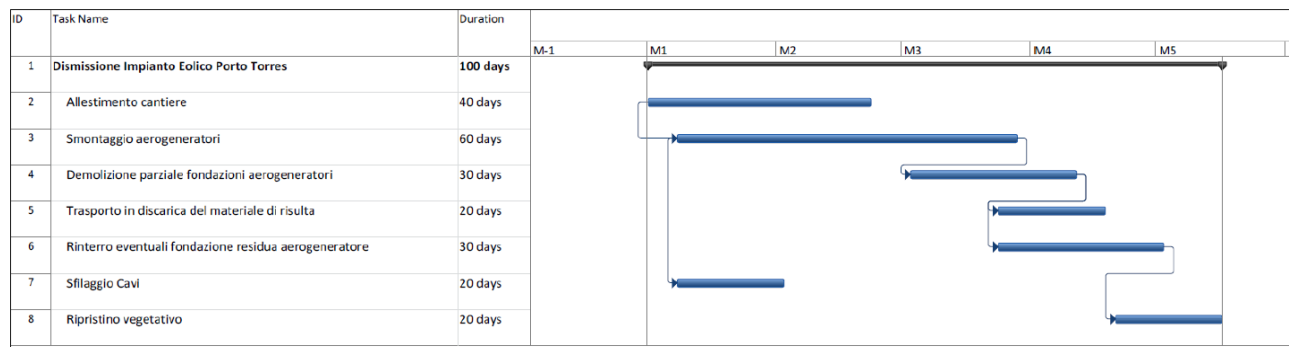 ID Task Name Duration
M-1 M1 M2 M3 M4 M5
1 Dismissione Impianto Eolico Porto Torres 100 days
2 Allestimento cantiere 40 days
3 Smontaggio aerogeneratori 60 days
4 Demolizione parziale fondazioni aerogeneratori 30 days
5 Trasporto in discarica del materiale di risulta 20 days
6 Rinterro eventuali fondazione residua aerogeneratore 30 days
7 Sfilaggio Cavi 20 days
8 Ripristino vegetativo 20 days